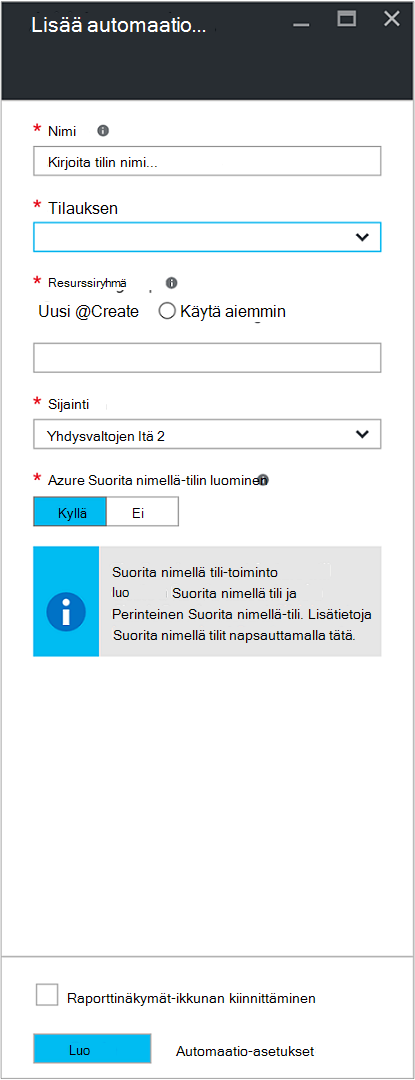 Lisää automaatio...
* Nimi
Kirjoita tilin nimi...
* Tilauksen
* Resurssiryhmä
Uusi @Create Käytä aiemmin
* Sijainti
Yhdysvaltojen Itä 2
* Azure Suorita nimellä-tilin luominen
Kyllä Ei
Suorita nimellä tili-toiminto
luo Suorita nimellä tili ja
Perinteinen Suorita nimellä-tili. Lisätietoja
Suorita nimellä tilit napsauttamalla tätä.
Raporttinäkymät-ikkunan kiinnittäminen
Luo Automaatio-asetukset